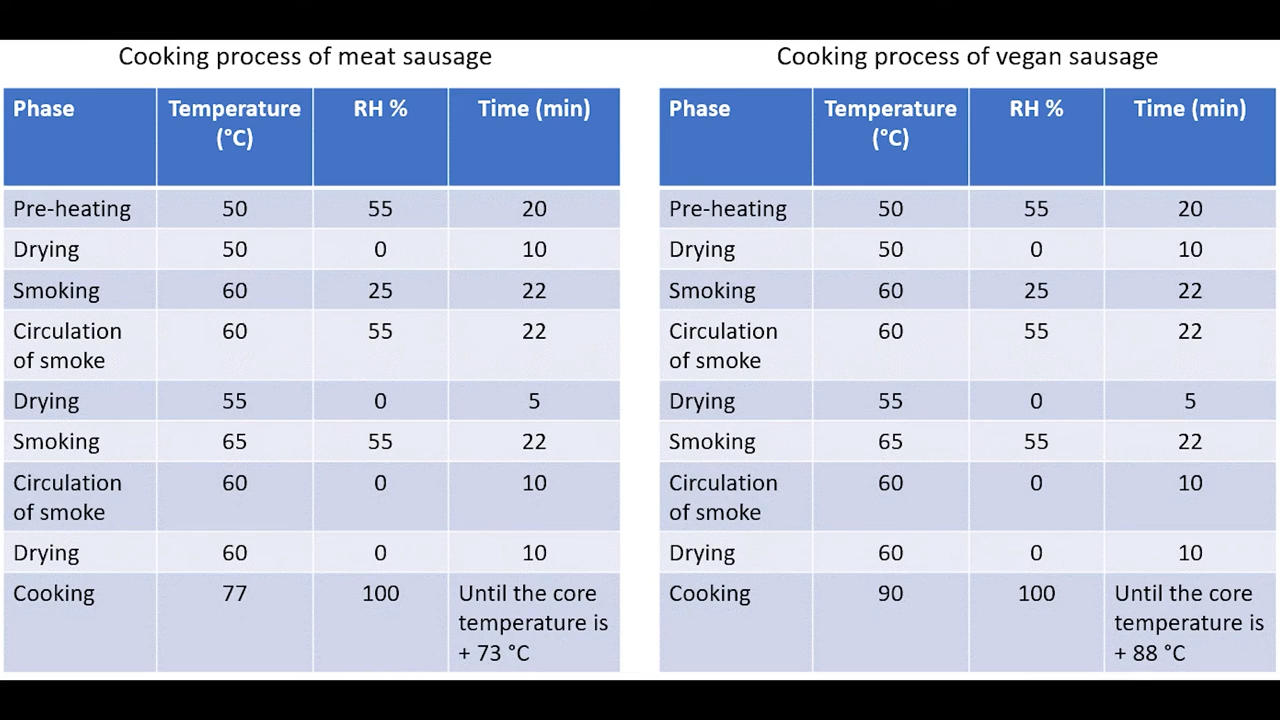 Cooking process of meat sausage
Phase Temperature (°C) RH % Time (min)
Pre-heating 50 55 20
Drying 50 0 10
Smoking 60 25 22
Circulation of smoke 60 55 22
Drying 55 0 5
Smoking 65 55 22
Circulation of smoke 60 0 10
Drying 60 0 10
Cooking 77 100 Until the core temperature is + 73 °C
Cooking process of vegan sausage
Phase Temperature (°C) RH % Time (min)
Pre-heating 50 55 20
Drying 50 0 10
Smoking 60 25 22
Circulation of smoke 60 55 22
Drying 55 0 5
Smoking 65 55 22
Circulation of smoke 60 0 10
Drying 60 0 10
Cooking 90 100 Until the core temperature is + 88 °C